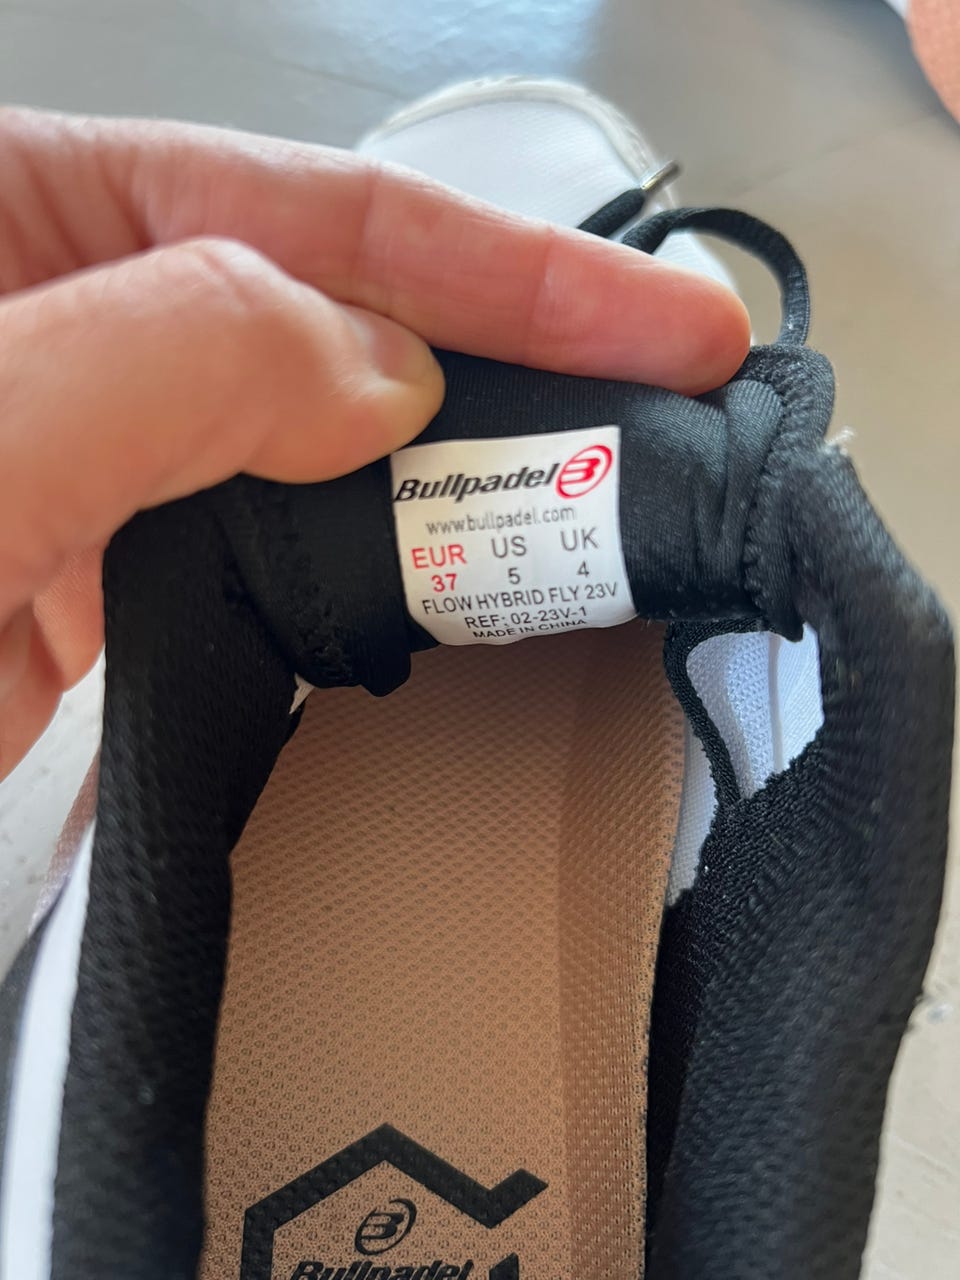 Bullpadel B
www.bullpadel.com
EUR US UK
37 5 4
FLOW HYBRID FLY 23V
REF: 02-23V-1
MADE IN CHINA
B
Bullpadel